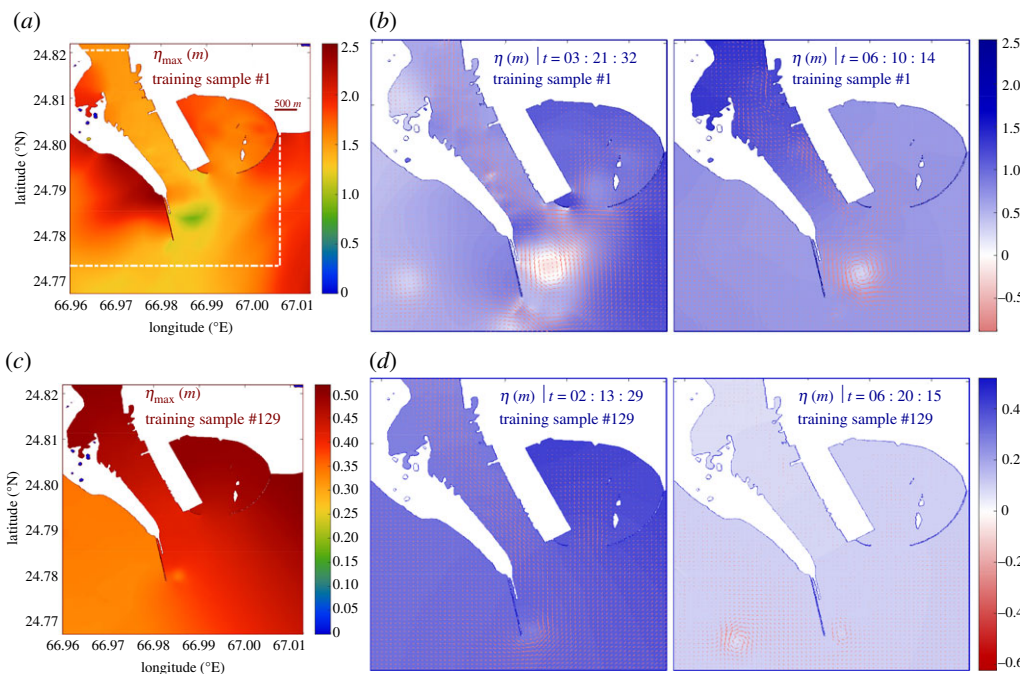 (a)
η_max (m)
training sample #1
500 m
24.82
24.81
24.80
24.79
24.78
24.77
latitude (°N)
66.96 66.97 66.98 66.99 67.00 67.01
longitude (°E)
2.5
2.0
1.5
1.0
0.5
0
(b)
η (m) | t = 03 : 21 : 32
training sample #1
η (m) | t = 06 : 10 : 14
training sample #1
2.5
2.0
1.5
1.0
0.5
0
−0.5
(c)
η_max (m)
training sample #129
24.82
24.81
24.80
24.79
24.78
24.77
latitude (°N)
66.96 66.97 66.98 66.99 67.00 67.01
longitude (°E)
0.50
0.45
0.40
0.35
0.30
0.25
0.20
0.15
0.10
0.05
0
(d)
η (m) | t = 02 : 13 : 29
training sample #129
η (m) | t = 06 : 20 : 15
training sample #129
0.4
0.2
0
−0.2
−0.4
−0.6